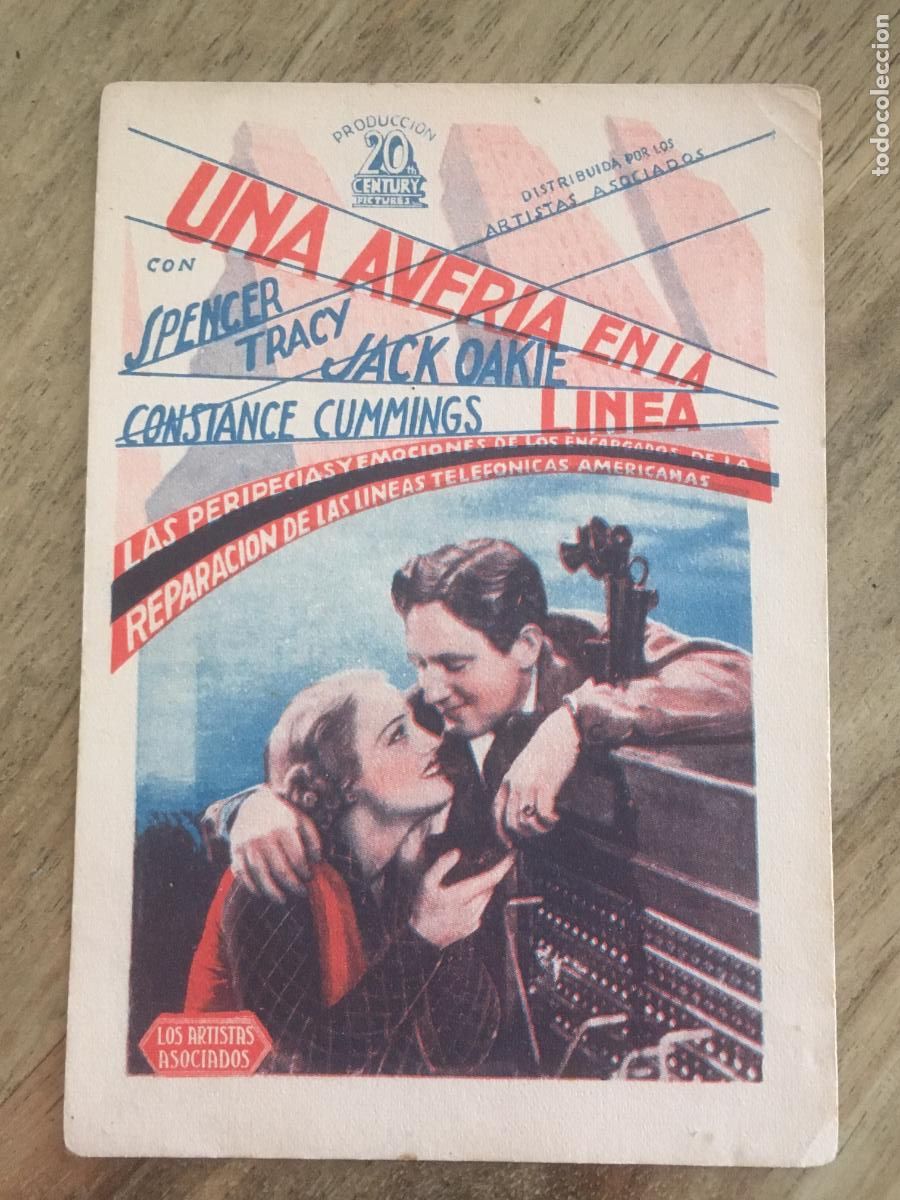 PRODUCCION
20th
CENTURY
PICTURES
DISTRIBUIDA POR LOS
ARTISTAS ASOCIADOS
UNA AVERIA EN LA
LINEA
CON
SPENCER
TRACY
JACK OAKIE
CONSTANCE CUMMINGS
LAS PERIPECIAS Y EMOCIONES DE LOS ENCARGADOS DE LA
REPARACION DE LAS LINEAS TELEFONICAS AMERICANAS
LOS ARTISTAS
ASOCIADOS
todocoleccion